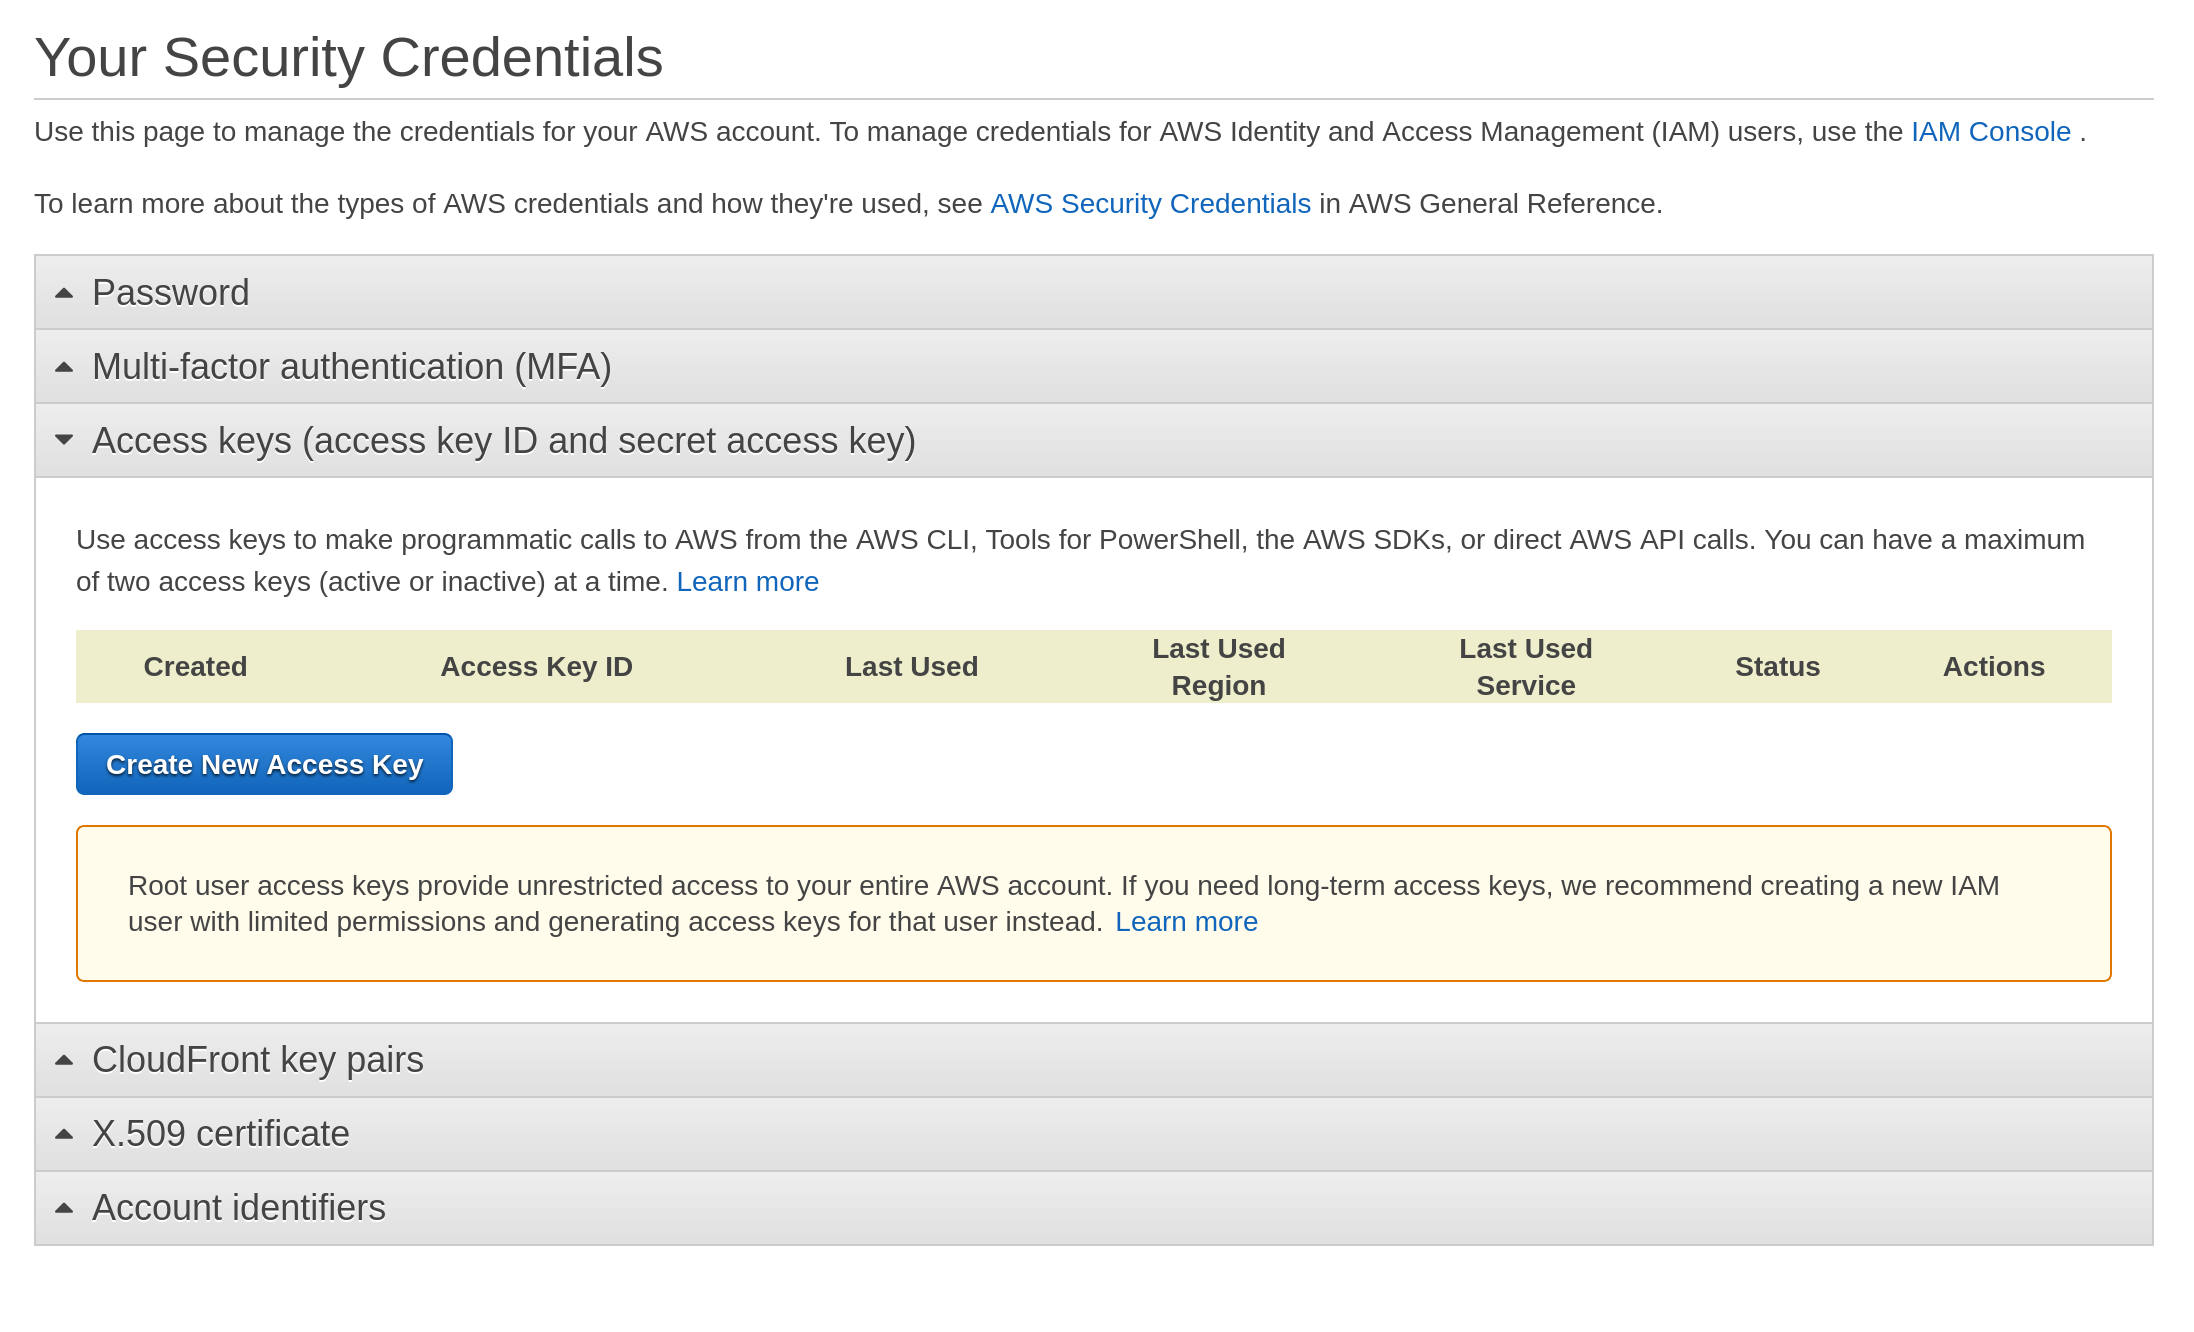 Your Security Credentials
Use this page to manage the credentials for your AWS account. To manage credentials for AWS Identity and Access Management (IAM) users, use the IAM Console .
To learn more about the types of AWS credentials and how they're used, see AWS Security Credentials in AWS General Reference.
Password
Multi-factor authentication (MFA)
Access keys (access key ID and secret access key)
Use access keys to make programmatic calls to AWS from the AWS CLI, Tools for PowerShell, the AWS SDKs, or direct AWS API calls. You can have a maximum
of two access keys (active or inactive) at a time. Learn more
Created Access Key ID Last Used Last Used Region Last Used Service Status Actions
Create New Access Key
Root user access keys provide unrestricted access to your entire AWS account. If you need long-term access keys, we recommend creating a new IAM
user with limited permissions and generating access keys for that user instead. Learn more
CloudFront key pairs
X.509 certificate
Account identifiers